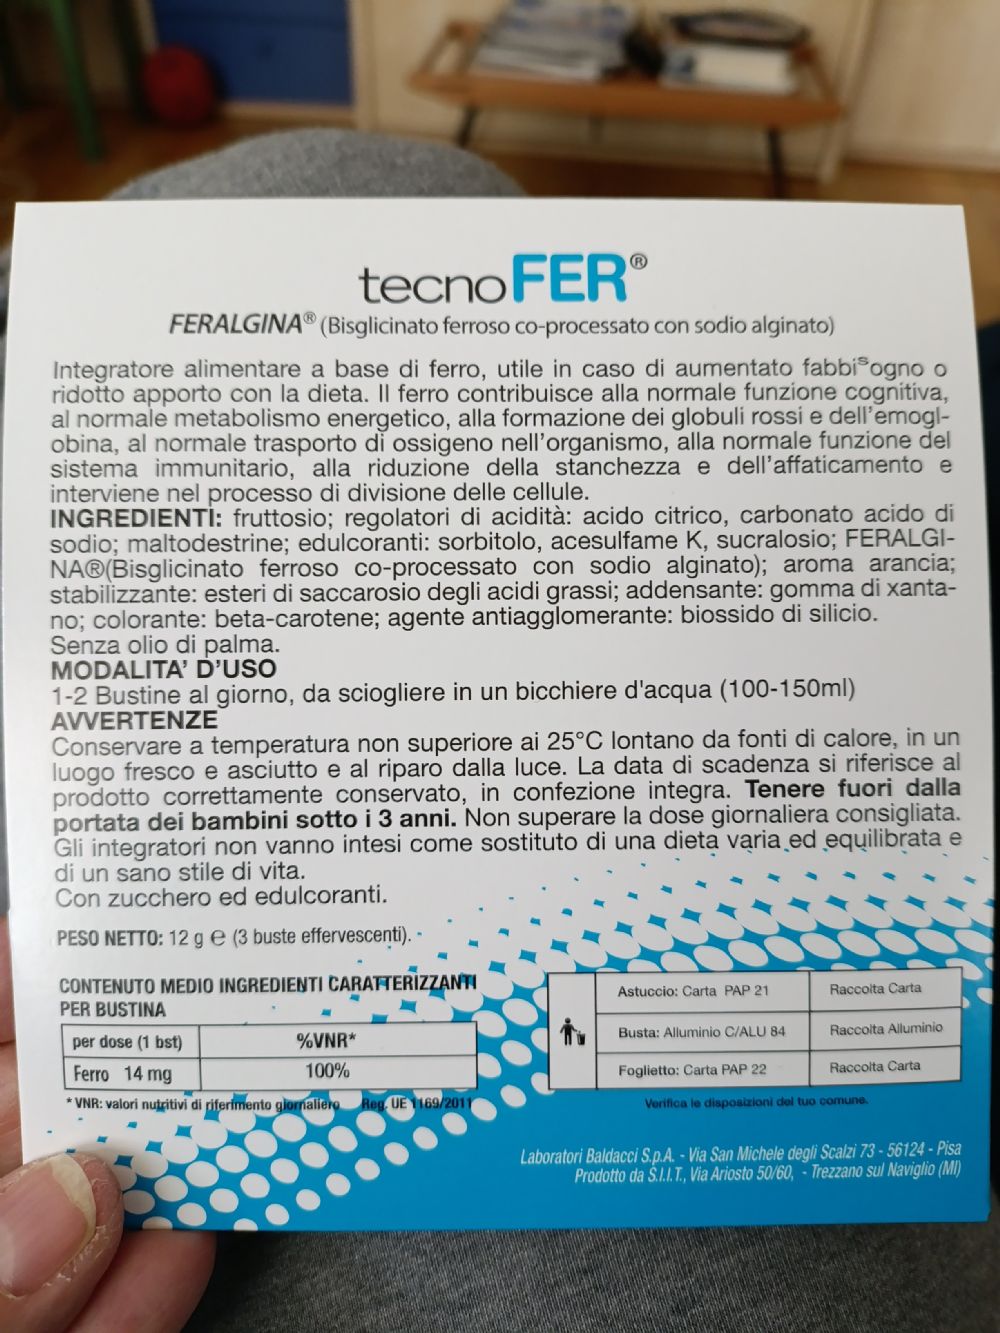 tecnoFER®
FERALGINA® (Bisglicinato ferroso co-processato con sodio alginato)
Integratore alimentare a base di ferro, utile in caso di aumentato fabbisogno o
ridotto apporto con la dieta. Il ferro contribuisce alla normale funzione cognitiva,
al normale metabolismo energetico, alla formazione dei globuli rossi e dell'emogl-
obina, al normale trasporto di ossigeno nell'organismo, alla normale funzione del
sistema immunitario, alla riduzione della stanchezza e dell'affaticamento e
interviene nel processo di divisione delle cellule.
INGREDIENTI: fruttosio; regolatori di acidità: acido citrico, carbonato acido di
sodio; maltodestrine; edulcoranti: sorbitolo, acesulfame K, sucralosio; FERALGI-
NA®(Bisglicinato ferroso co-processato con sodio alginato); aroma arancia;
stabilizzante: esteri di saccarosio degli acidi grassi; addensante: gomma di xanta-
no; colorante: beta-carotene; agente antiagglomerante: biossido di silicio.
Senza olio di palma.
MODALITA' D'USO
1-2 Bustine al giorno, da sciogliere in un bicchiere d'acqua (100-150ml)
AVVERTENZE
Conservare a temperatura non superiore ai 25°C lontano da fonti di calore, in un
luogo fresco e asciutto e al riparo dalla luce. La data di scadenza si riferisce al
prodotto correttamente conservato, in confezione integra. Tenere fuori dalla
portata dei bambini sotto i 3 anni. Non superare la dose giornaliera consigliata.
Gli integratori non vanno intesi come sostituto di una dieta varia ed equilibrata e
di un sano stile di vita.
Con zucchero ed edulcoranti.
PESO NETTO: 12 g ℮ (3 buste effervescenti).
CONTENUTO MEDIO INGREDIENTI CARATTERIZZANTI
PER BUSTINA
per dose (1 bst) %VNR*
Ferro 14 mg 100%
* VNR: valori nutritivi di riferimento giornaliero Reg. UE 1169/2011
Astuccio: Carta PAP 21 Raccolta Carta
Busta: Alluminio C/ALU 84 Raccolta Alluminio
Foglietto: Carta PAP 22 Raccolta Carta
Verifica le disposizioni del tuo comune.
Laboratori Baldacci S.p.A. - Via San Michele degli Scalzi 73 - 56124 - Pisa
Prodotto da S.I.I.T., Via Ariosto 50/60, - Trezzano sul Naviglio (MI)